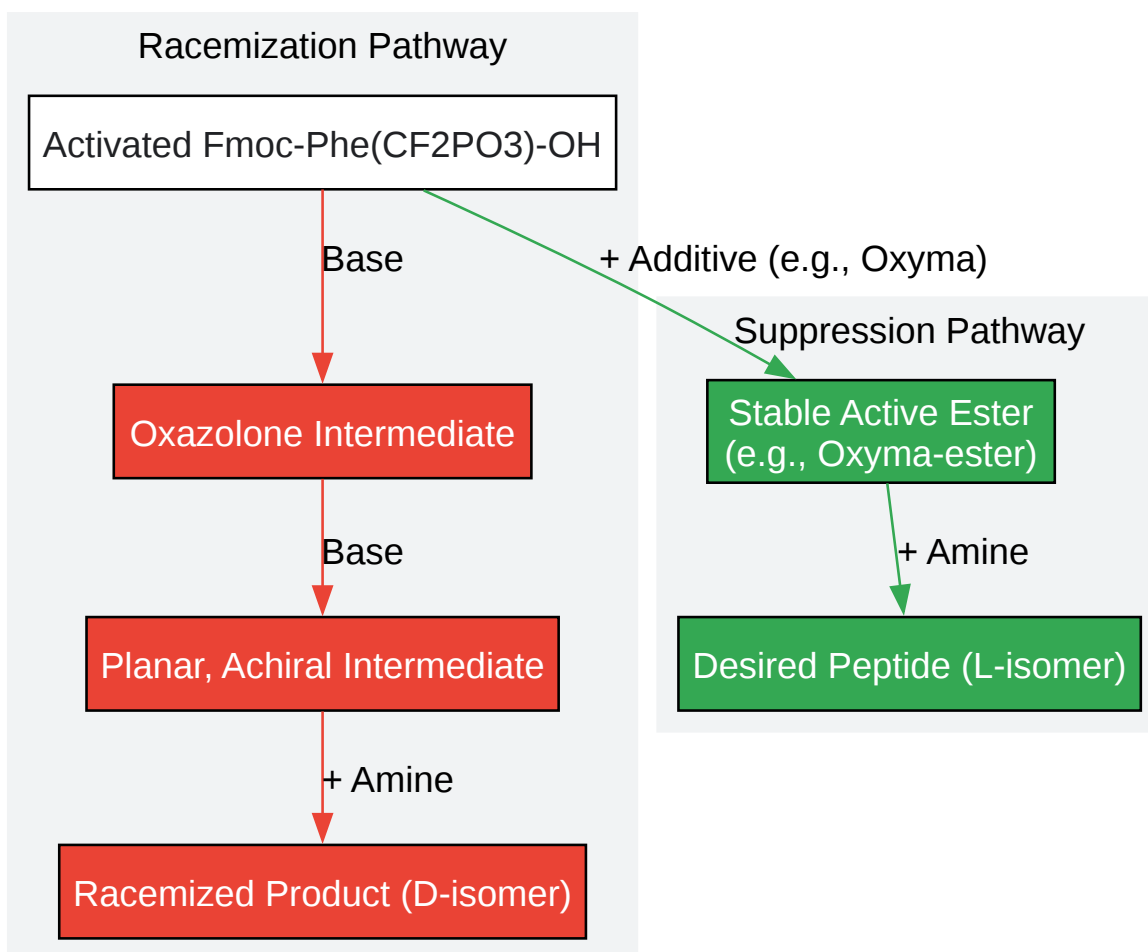 Racemization Pathway
Activated Fmoc-Phe(CF2PO3)-OH
Base
+ Additive (e.g., Oxyma)
Suppression Pathway
Oxazolone Intermediate
Stable Active Ester
(e.g., Oxyma-ester)
Base
+ Amine
Planar, Achiral Intermediate
Desired Peptide (L-isomer)
+ Amine
Racemized Product (D-isomer)